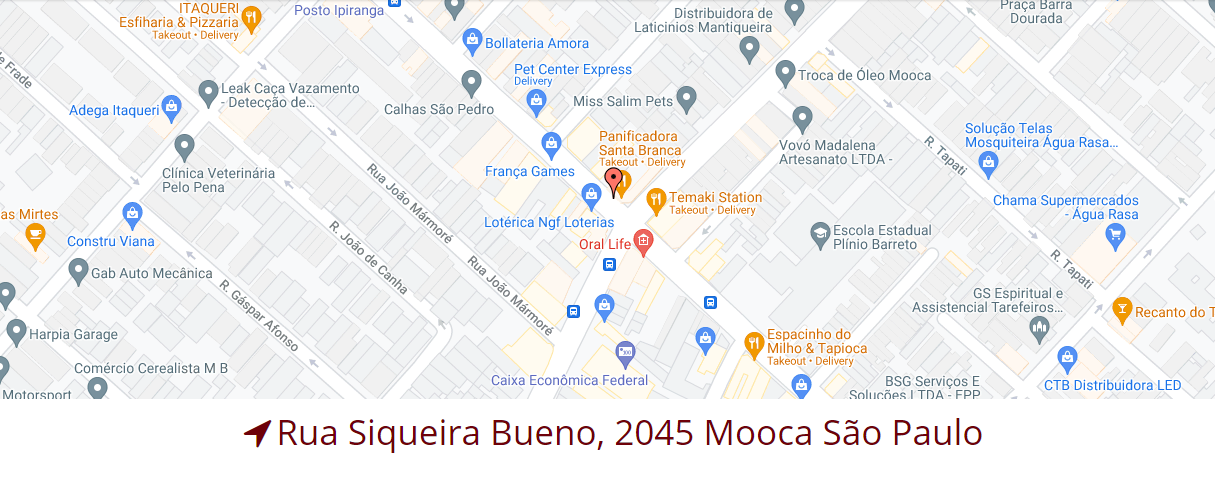 ITAQUERI
Esfiharia & Pizzaria
Takeout • Delivery
Posto Ipiranga
Distribuidora de
Laticinios Mantiqueira
Praça Barra
Dourada
Bollateria Amora
Pet Center Express
Delivery
Troca de Óleo Mooca
e Frade
Leak Caça Vazamento
- Detecção de...
Adega Itaqueri
Calhas São Pedro
Miss Salim Pets
Panificadora
Santa Branca
Takeout • Delivery
Vovó Madalena
Artesanato LTDA -
R. Tapati
Solução Telas
Mosquiteira Água Rasa...
Clínica Veterinária
Pelo Pena
Rua João Mármoré
França Games
Temaki Station
Takeout • Delivery
Chama Supermercados
- Água Rasa
as Mirtes
Constru Viana
R. João de Canha
Lotérica Ngf Loterias
Oral Life
Escola Estadual
Plínio Barreto
R. Tapati
Gab Auto Mecânica
R. Gáspar Afonso
Rua João Mármoré
GS Espiritual e
Assistencial Tarefeiros...
Recanto do T
Harpia Garage
Espacinho do
Milho & Tapioca
Takeout • Delivery
Comércio Cerealista M B
Caixa Econômica Federal
BSG Serviços E
Soluções LTDA - EPP
CTB Distribuidora LED
Motorsport
Rua Siqueira Bueno, 2045 Mooca São Paulo